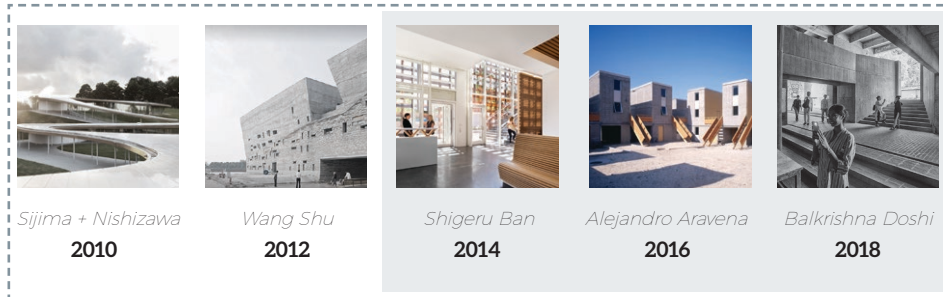 Sijima + Nishizawa
2010
Wang Shu
2012
Shigeru Ban
2014
Alejandro Aravena
2016
Balkrishna Doshi
2018